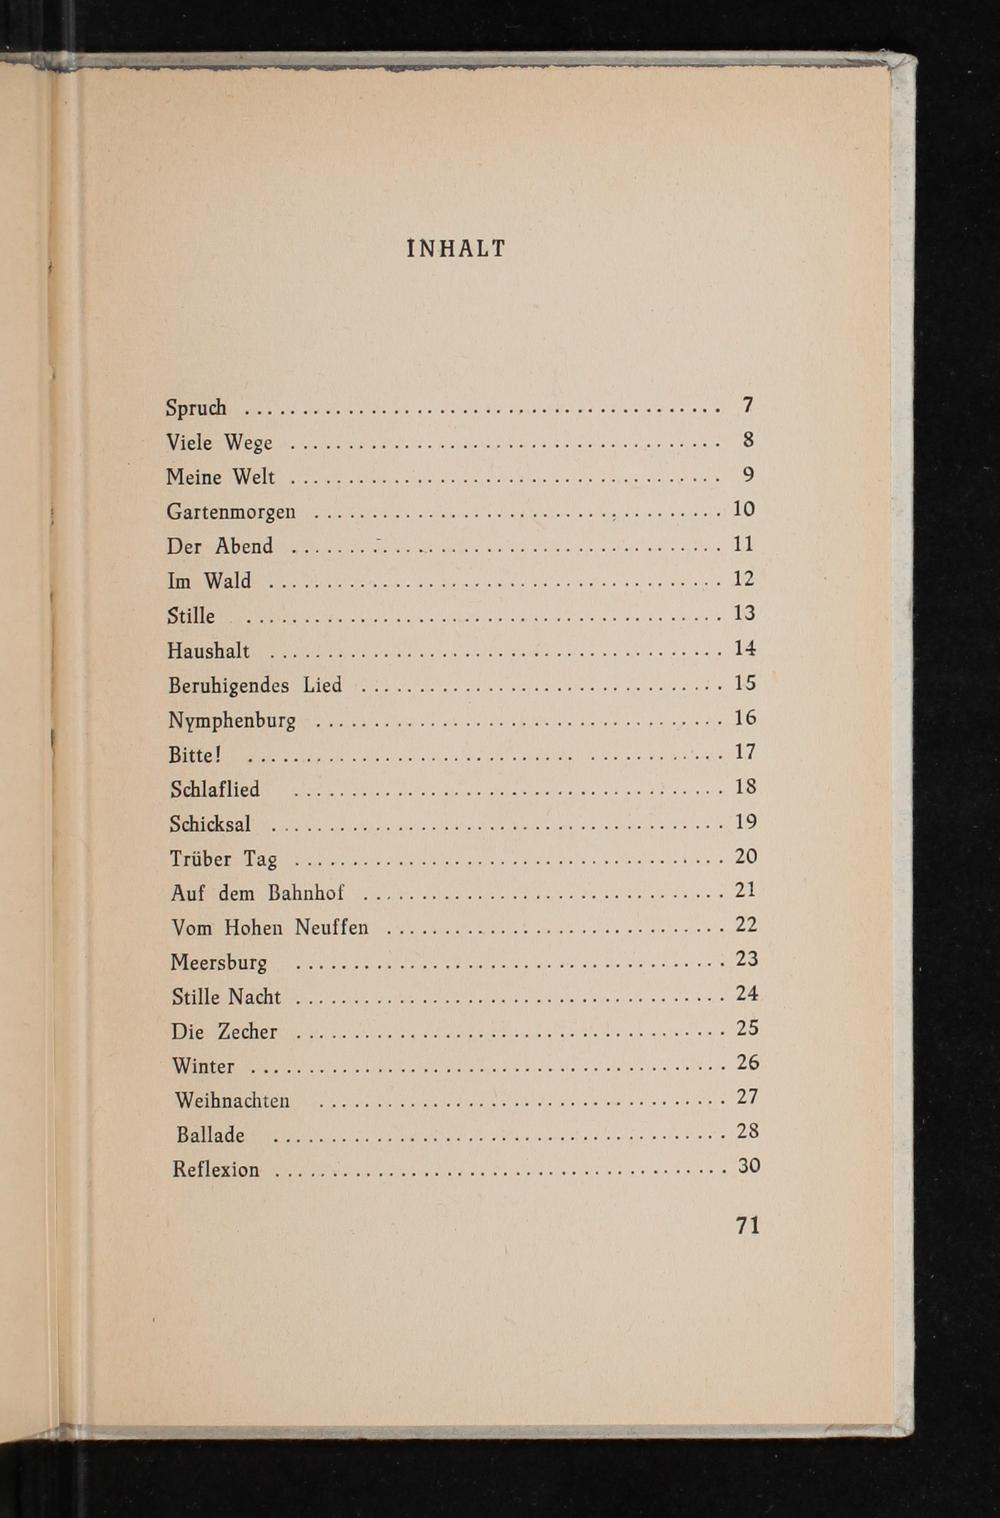 INHALT
Spruch ........................................ 7
Viele Wege .................................... 8
Meine Welt .................................... 9
Gartenmorgen .................................. 10
Der Abend ..................................... 11
Im Wald ....................................... 12
Stille ........................................ 13
Haushalt ...................................... 14
Beruhigendes Lied ............................. 15
Nymphenburg ................................... 16
Bitte! ........................................ 17
Schlaflied .................................... 18
Schicksal ..................................... 19
Trüber Tag .................................... 20
Auf dem Bahnhof ............................... 21
Vom Hohen Neuffen ............................. 22
Meersburg ..................................... 23
Stille Nacht .................................. 24
Die Zecher .................................... 25
Winter ........................................ 26
Weihnachten ................................... 27
Ballade ....................................... 28
Reflexion ..................................... 30
71